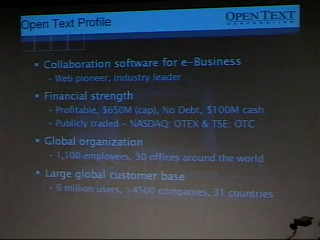 Open Text Profile
OPEN TEXT
CORPORATION
Collaboration software for e-Business
- Web pioneer, industry leader
Financial strength
- Profitable, $650M (cap), No Debt, $100M cash
- Publicly traded – NASDAQ: OTEX & TSE: OTC
Global organization
- 1,100 employees, 30 offices around the world
Large global customer base
- 6 million users, >4500 companies, 31 countries